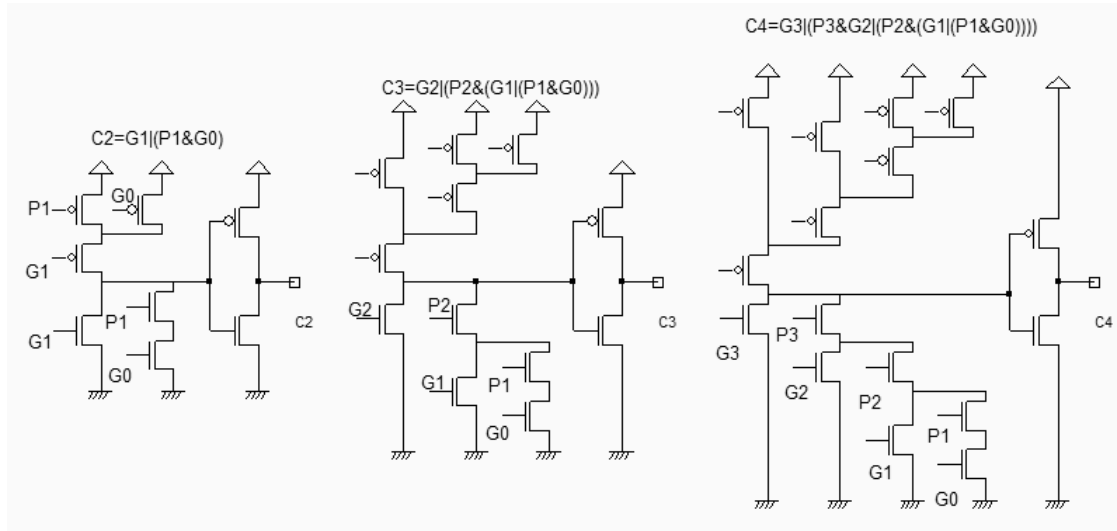 C2=G1|(P1&G0)
P1
G0
G1
G1
P1
G0
C2
C3=G2|(P2&(G1|(P1&G0)))
G2
P2
G1
P1
G0
C3
C4=G3|(P3&G2|(P2&(G1|(P1&G0))))
G3
P3
G2
P2
G1
P1
G0
C4